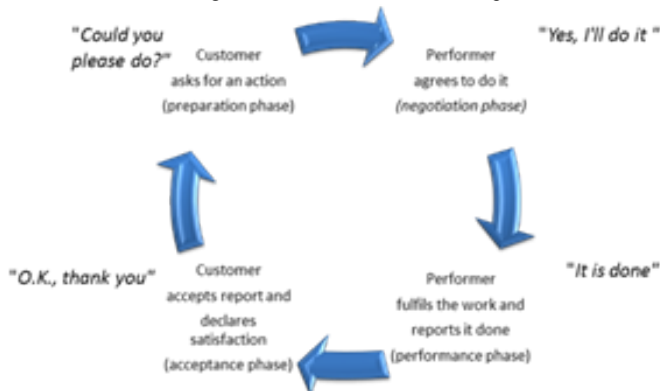 "Could you
please do?"
Customer
asks for an action
(preparation phase)
Performer
agrees to do it
(negotiation phase)
"Yes, I'll do it "
"It is done"
Performer
fulfils the work and
reports it done
(performance phase)
Customer
accepts report and
declares
satisfaction
(acceptance phase)
"O.K., thank you"